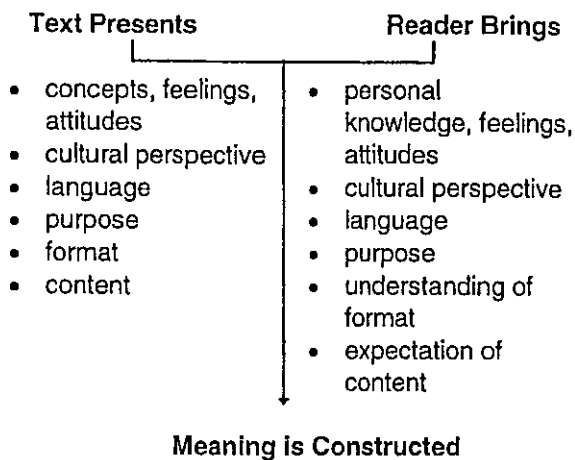 Text Presents
Reader Brings
• concepts, feelings,
attitudes
• cultural perspective
• language
• purpose
• format
• content
• personal
knowledge, feelings,
attitudes
• cultural perspective
• language
• purpose
• understanding of
format
• expectation of
content
Meaning is Constructed